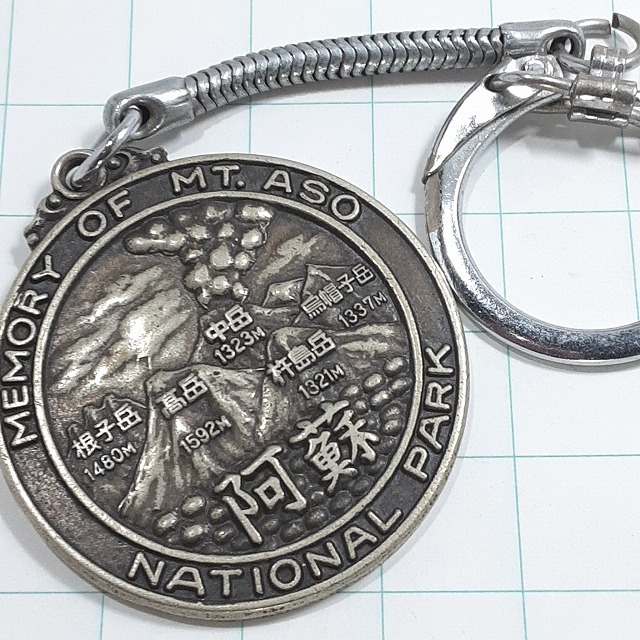 MEMORY OF MT. ASO
NATIONAL PARK
中岳
1323M
烏帽子岳
1337M
杵島岳
1321M
高岳
1592M
根子岳
1480M
阿蘇